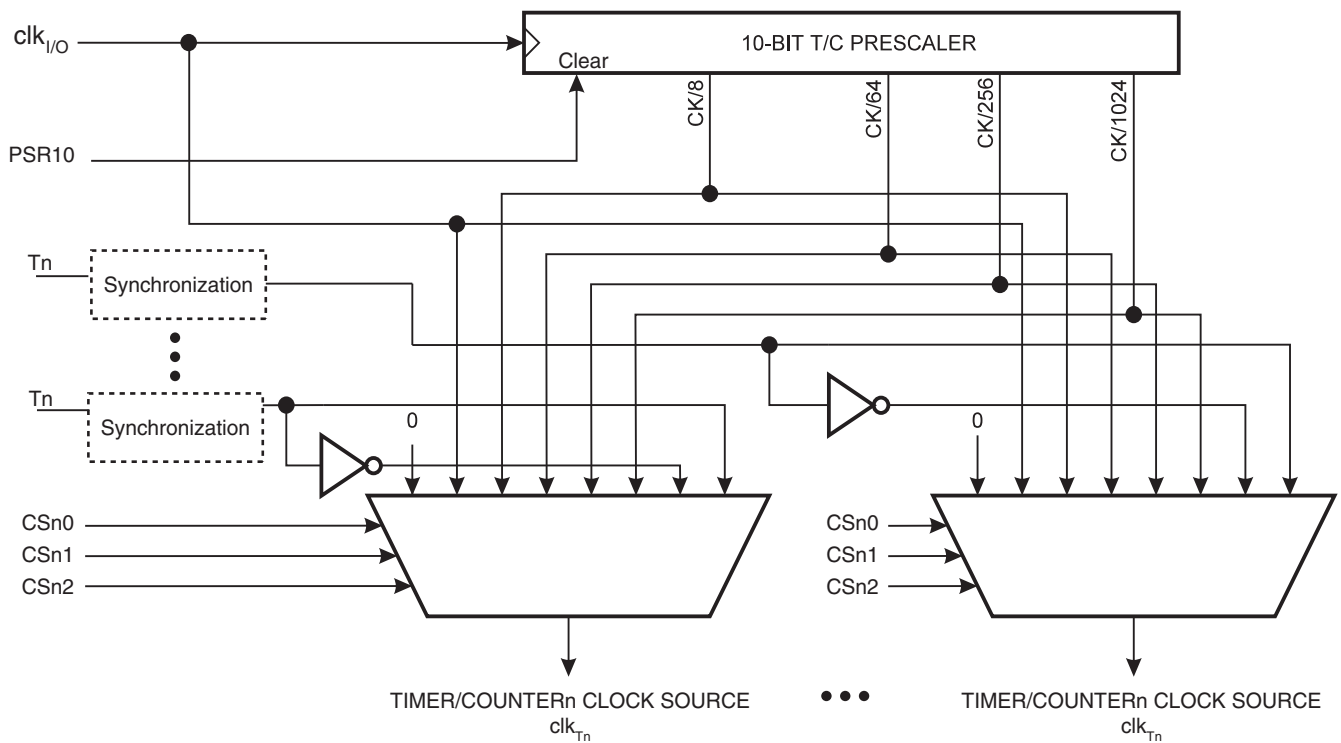 clkI/O
10-BIT T/C PRESCALER
Clear
CK/8
CK/64
CK/256
CK/1024
PSR10
Tn
Synchronization
Tn
Synchronization
0
0
CSn0
CSn1
CSn2
CSn0
CSn1
CSn2
TIMER/COUNTERn CLOCK SOURCE
clkTn
TIMER/COUNTERn CLOCK SOURCE
clkTn